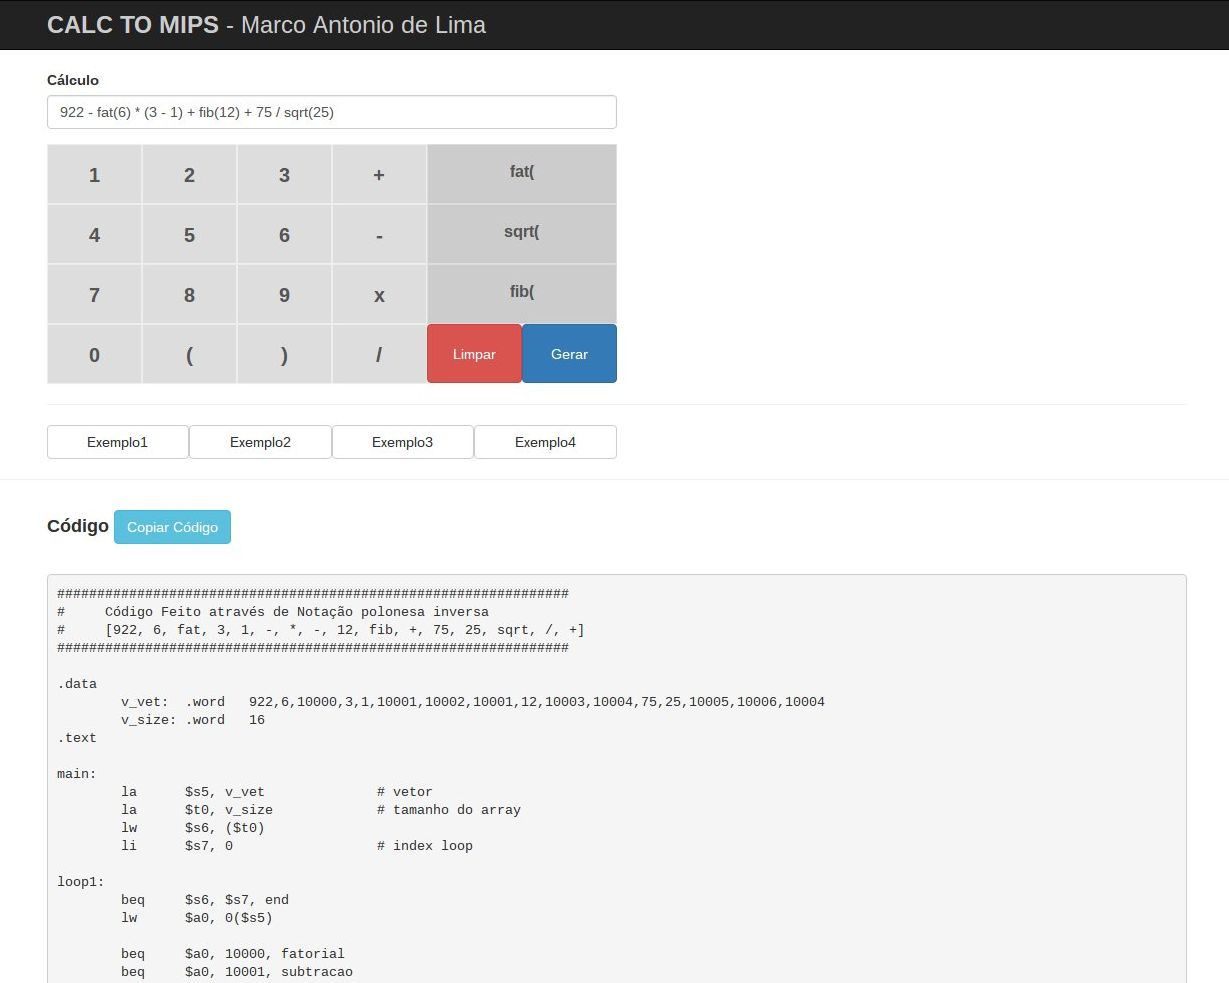 CALC TO MIPS - Marco Antonio de Lima
Cálculo
922 - fat(6) * (3 - 1) + fib(12) + 75 / sqrt(25)
1 2 3 + fat(
4 5 6 - sqrt(
7 8 9 x fib(
0 ( ) / Limpar Gerar
Exemplo1 Exemplo2 Exemplo3 Exemplo4
Código Copiar Código
################################################################
#     Código Feito através de Notação polonesa inversa
#     [922, 6, fat, 3, 1, -, *, -, 12, fib, +, 75, 25, sqrt, /, +]
################################################################
.data
        v_vet:  .word   922,6,10000,3,1,10001,10002,10001,12,10003,10004,75,25,10005,10006,10004
        v_size: .word   16
.text
main:
        la      $s5, v_vet              # vetor
        la      $t0, v_size             # tamanho do array
        lw      $s6, ($t0)
        li      $s7, 0                  # index loop
loop1:
        beq     $s6, $s7, end
        lw      $a0, 0($s5)
        beq     $a0, 10000, fatorial
        beq     $a0, 10001, subtracao